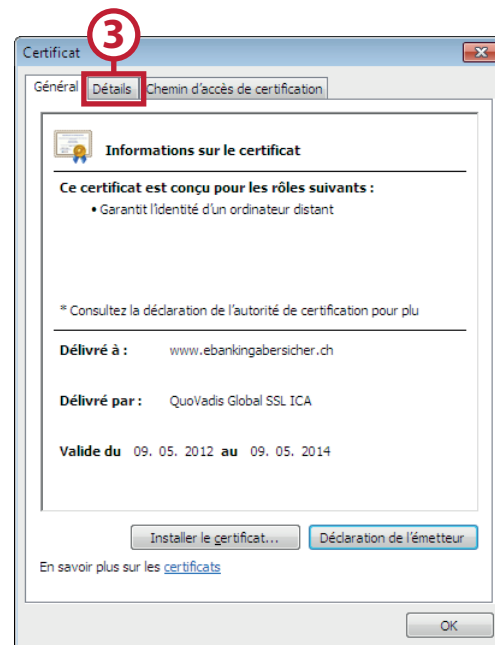 3
Certificat
Général Détails Chemin d'accès de certification
Informations sur le certificat
Ce certificat est conçu pour les rôles suivants :
• Garantit l'identité d'un ordinateur distant
* Consultez la déclaration de l'autorité de certification pour plu
Délivré à : www.ebankingabersicher.ch
Délivré par : QuoVadis Global SSL ICA
Valide du 09. 05. 2012 au 09. 05. 2014
Installer le certificat... Déclaration de l'émetteur
En savoir plus sur les certificats
OK